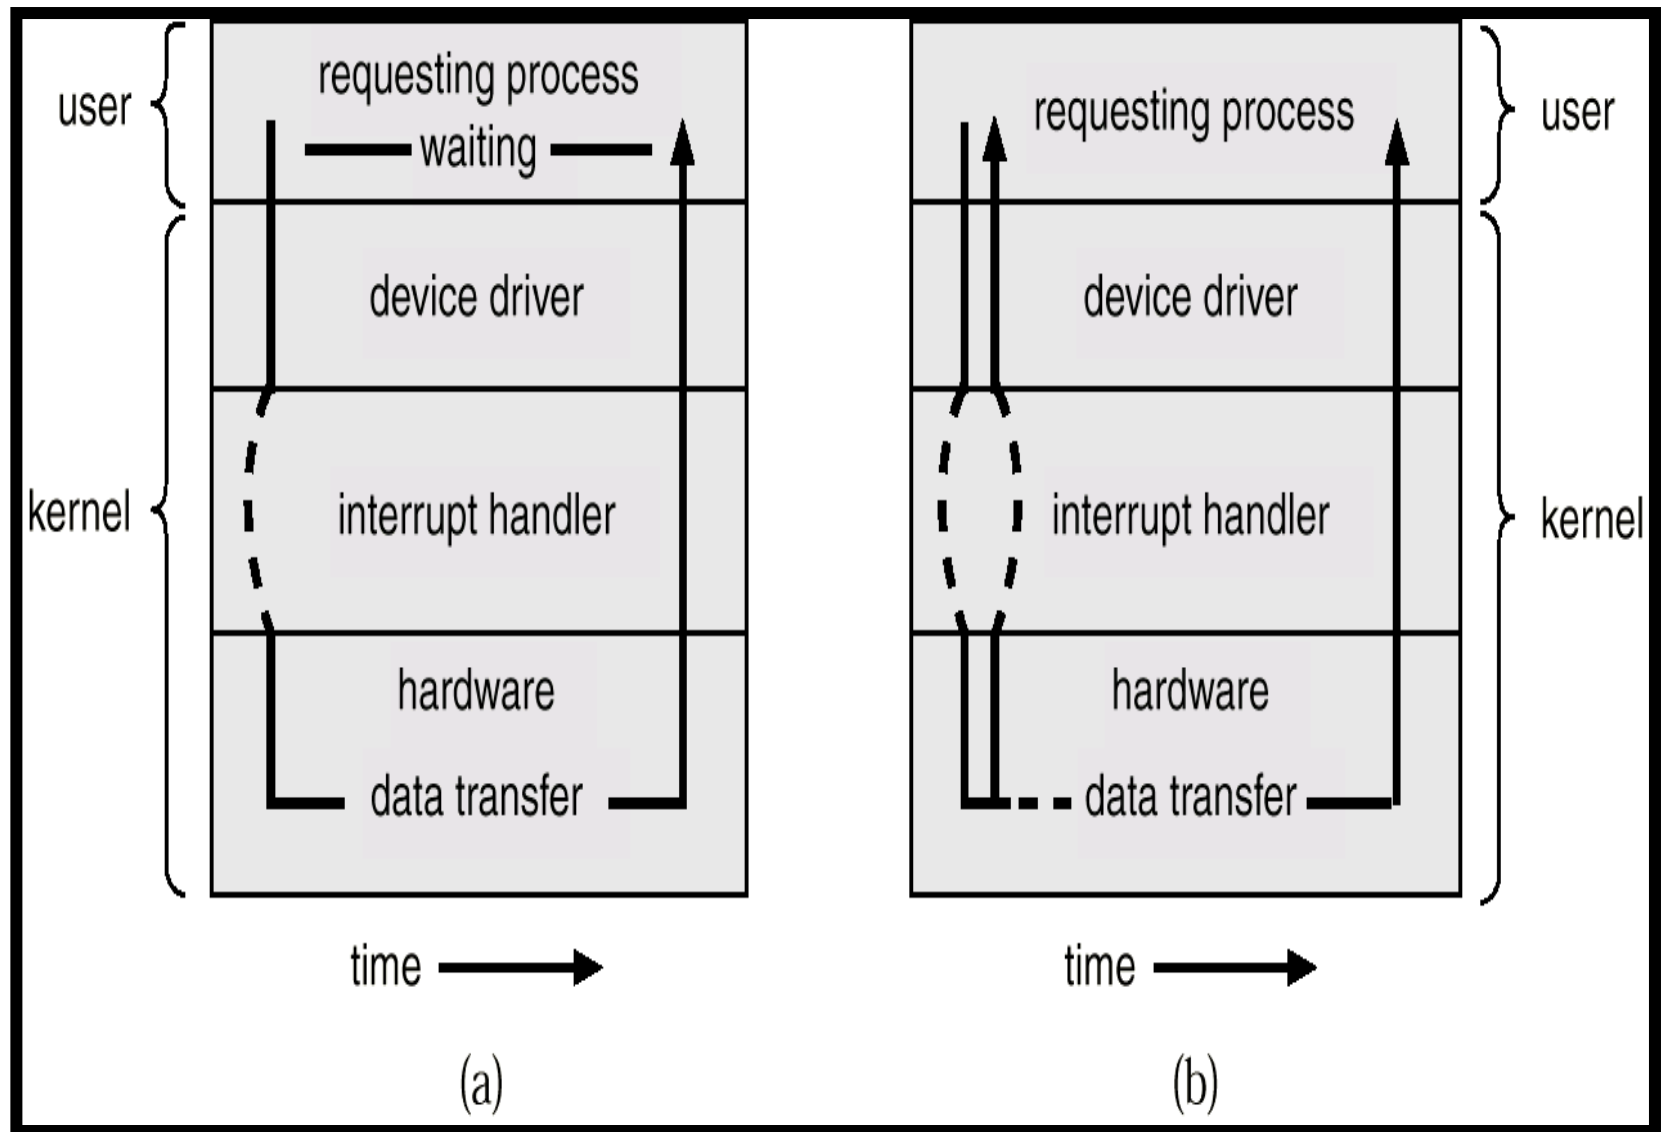 user
requesting process
waiting
device driver
kernel
interrupt handler
hardware
data transfer
time
(a)
requesting process
user
device driver
interrupt handler
kernel
hardware
data transfer
time
(b)